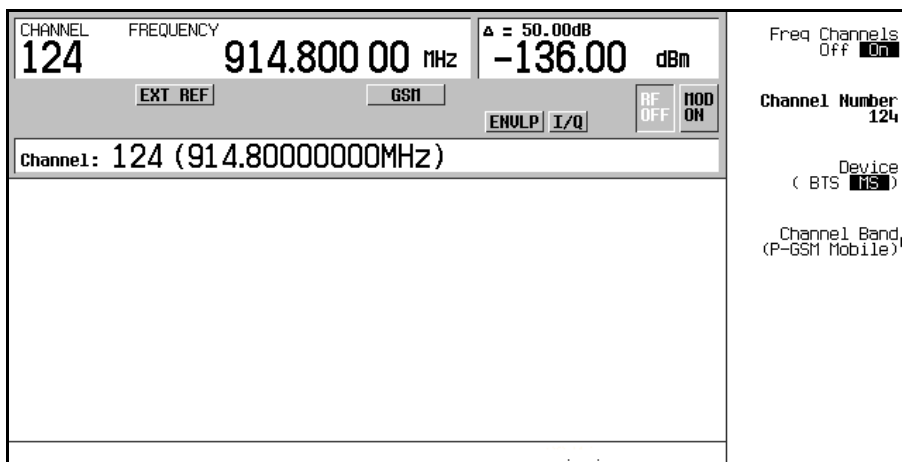 CHANNEL FREQUENCY
124 914.800 00 MHz
Δ = 50.00dB
-136.00 dBm
EXT REF GSM
ENVLP I/Q
RF OFF
MOD ON
Channel: 124 (914.80000000MHz)
Freq Channels
Off On
Channel Number
124
Device
( BTS MS )
Channel Band
(P-GSM Mobile)